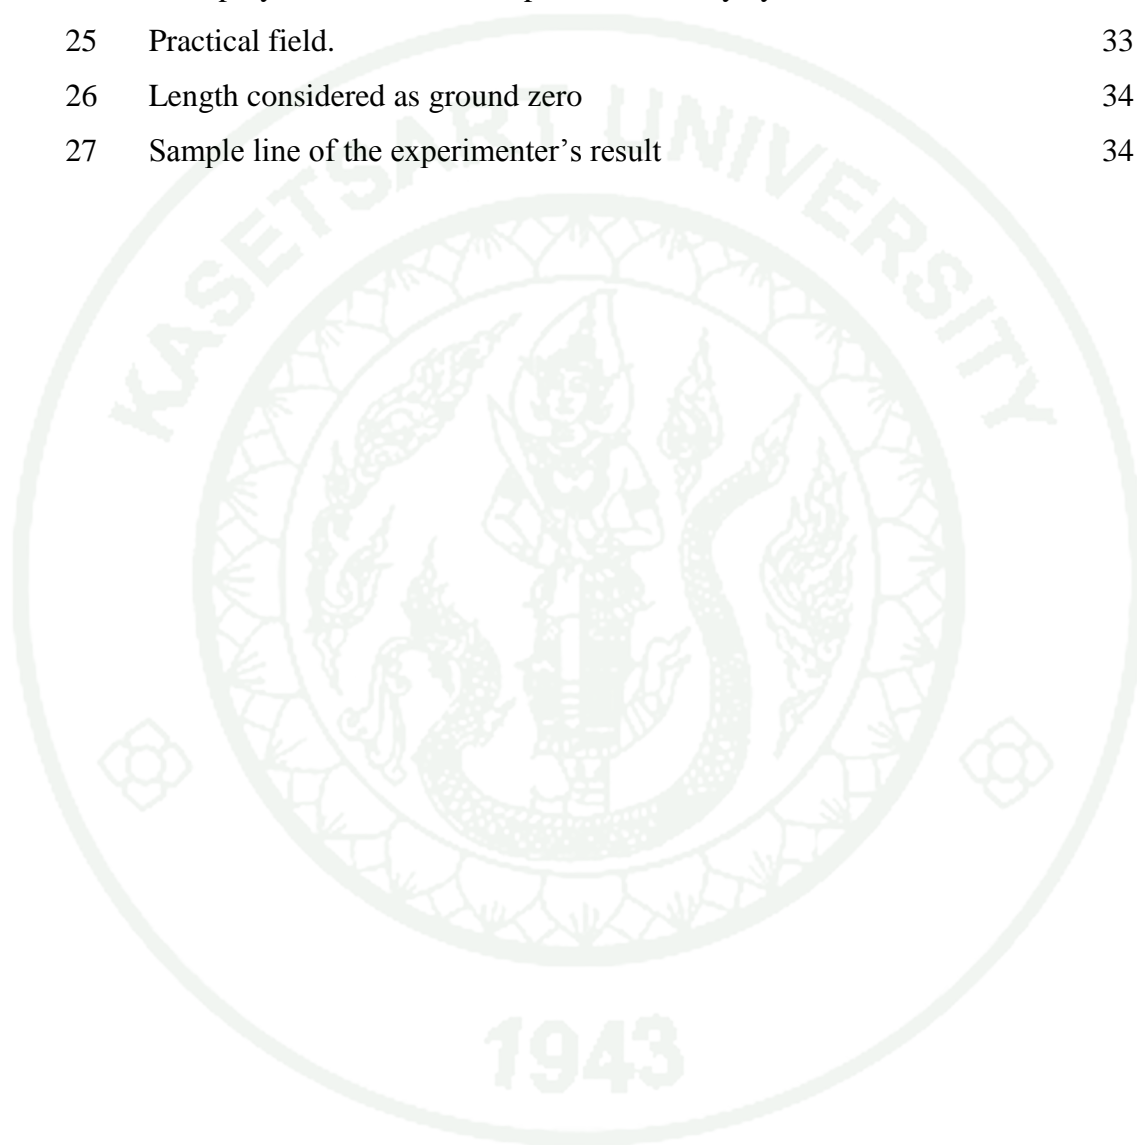 25 Practical field. 33
26 Length considered as ground zero 34
27 Sample line of the experimenter’s result 34
KASETSART UNIVERSITY
1943